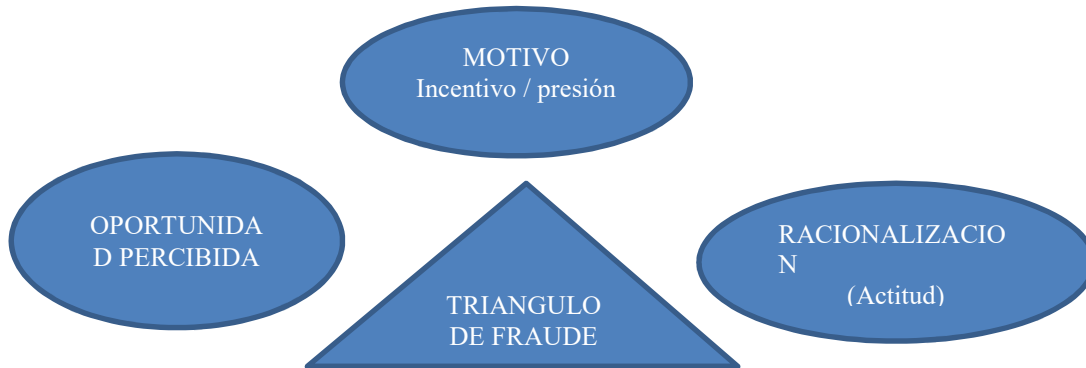 MOTIVO
Incentivo / presión
OPORTUNIDA
D PERCIBIDA
RACIONALIZACIO
N
(Actitud)
TRIANGULO
DE FRAUDE